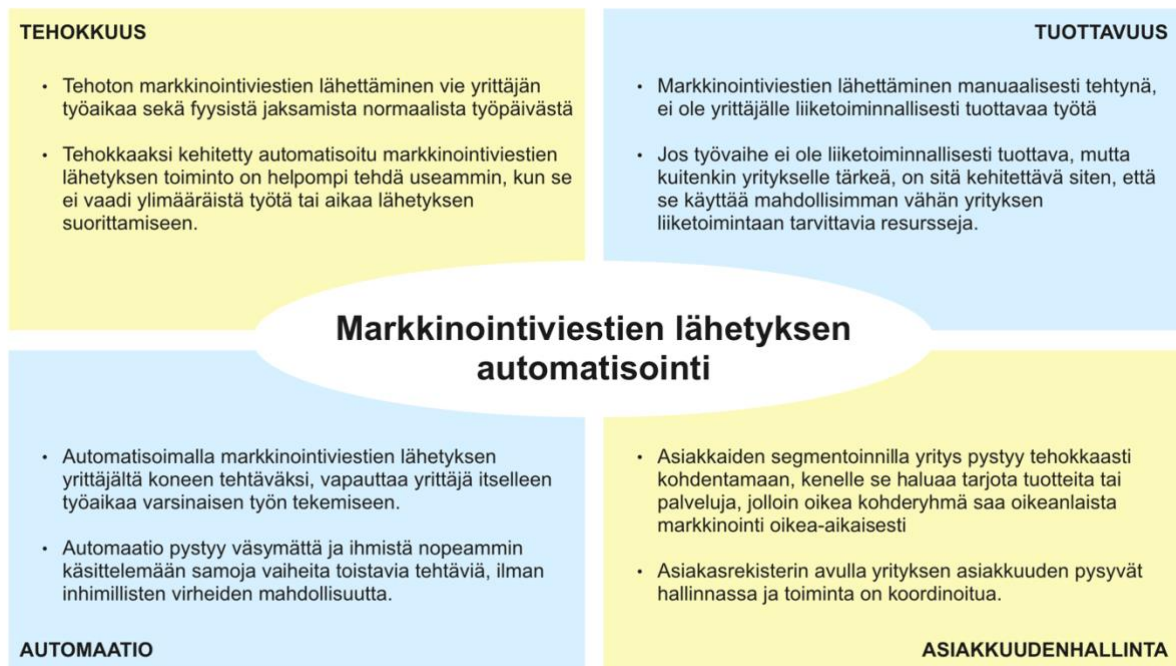 TEHOKKUUS
• Tehoton markkinointiviestien lähettäminen vie yrittäjän
työaikaa sekä fyysistä jaksamista normaalista työpäivästä
• Tehokkaaksi kehitetty automatisoitu markkinointiviestien
lähetyksen toiminto on helpompi tehdä useammin, kun se
ei vaadi ylimääräistä työtä tai aikaa lähetyksen
suorittamiseen.
TUOTTAVUUS
• Markkinointiviestien lähettäminen manuaalisesti tehtynä,
ei ole yrittäjälle liiketoiminnallisesti tuottavaa työtä
• Jos työvaihe ei ole liiketoiminnallisesti tuottava, mutta
kuitenkin yritykselle tärkeä, on sitä kehitettävä siten, että
se käyttää mahdollisimman vähän yrityksen
liiketoimintaan tarvittavia resursseja.
Markkinointiviestien lähetyksen
automatisointi
• Automatisoimalla markkinointiviestien lähetyksen
yrittäjältä koneen tehtäväksi, vapauttaa yrittäjä itselleen
työaikaa varsinaisen työn tekemiseen.
• Automaatio pystyy väsymättä ja ihmistä nopeammin
käsittelemään samoja vaiheita toistavia tehtäviä, ilman
inhimillisten virheiden mahdollisuutta.
AUTOMAATIO
• Asiakkaiden segmentoinnilla yritys pystyy tehokkaasti
kohdentamaan, kenelle se haluaa tarjota tuotteita tai
palveluja, jolloin oikea kohderyhmä saa oikeanlaista
markkinointi oikea-aikaisesti
• Asiakasrekisterin avulla yrityksen asiakkuuden pysyvät
hallinnassa ja toiminta on koordinoitua.
ASIAKKUUDENHALLINTA